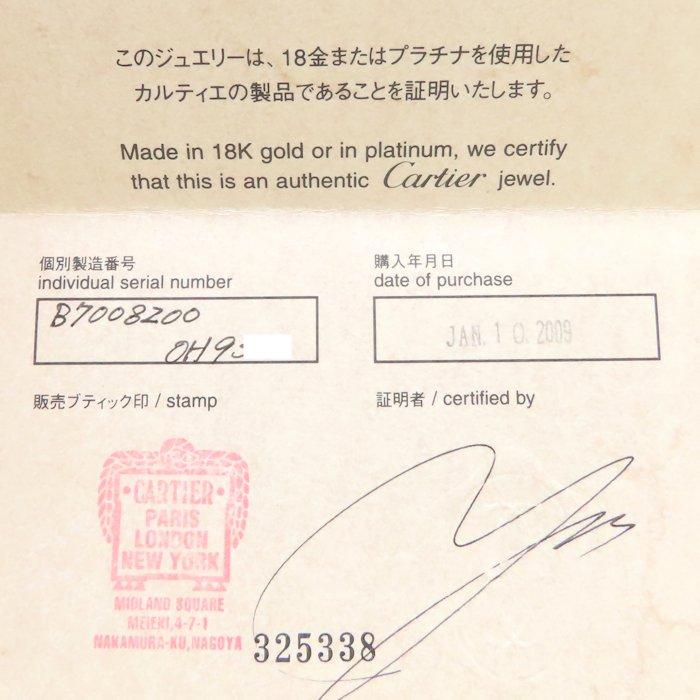 このジュエリーは、18金またはプラチナを使用した
カルティエの製品であることを証明いたします。
Made in 18K gold or in platinum, we certify
that this is an authentic Cartier jewel.
個別製造番号
individual serial number
B7008200
OH93
購入年月日
date of purchase
JAN. 10. 2009
販売ブティック印 / stamp
証明者 / certified by
CARTIER
PARIS
LONDON
NEW YORK
MIDLAND SQUARE
MEIEKI,4-7-1
NAKAMURA-KU,NAGOYA
325338